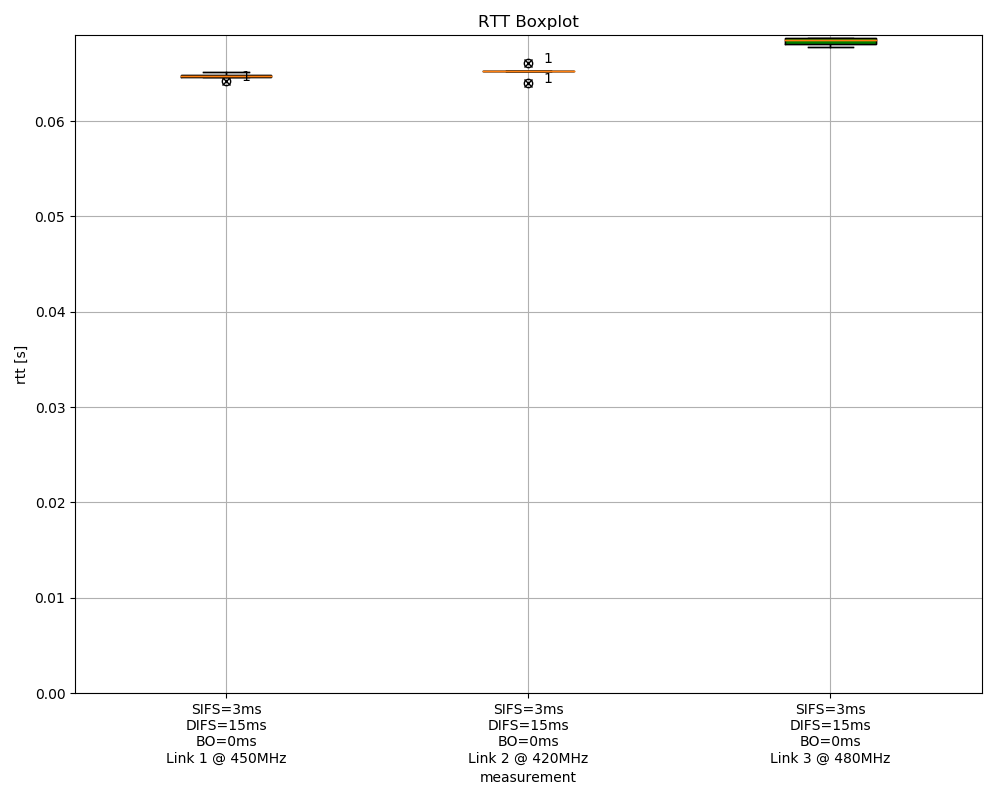 RTT Boxplot
1
1
1
0.06
0.05
0.04
0.03
0.02
0.01
0.00
rtt [s]
SIFS=3ms
DIFS=15ms
BO=0ms
Link 1 @ 450MHz
SIFS=3ms
DIFS=15ms
BO=0ms
Link 2 @ 420MHz
SIFS=3ms
DIFS=15ms
BO=0ms
Link 3 @ 480MHz
measurement